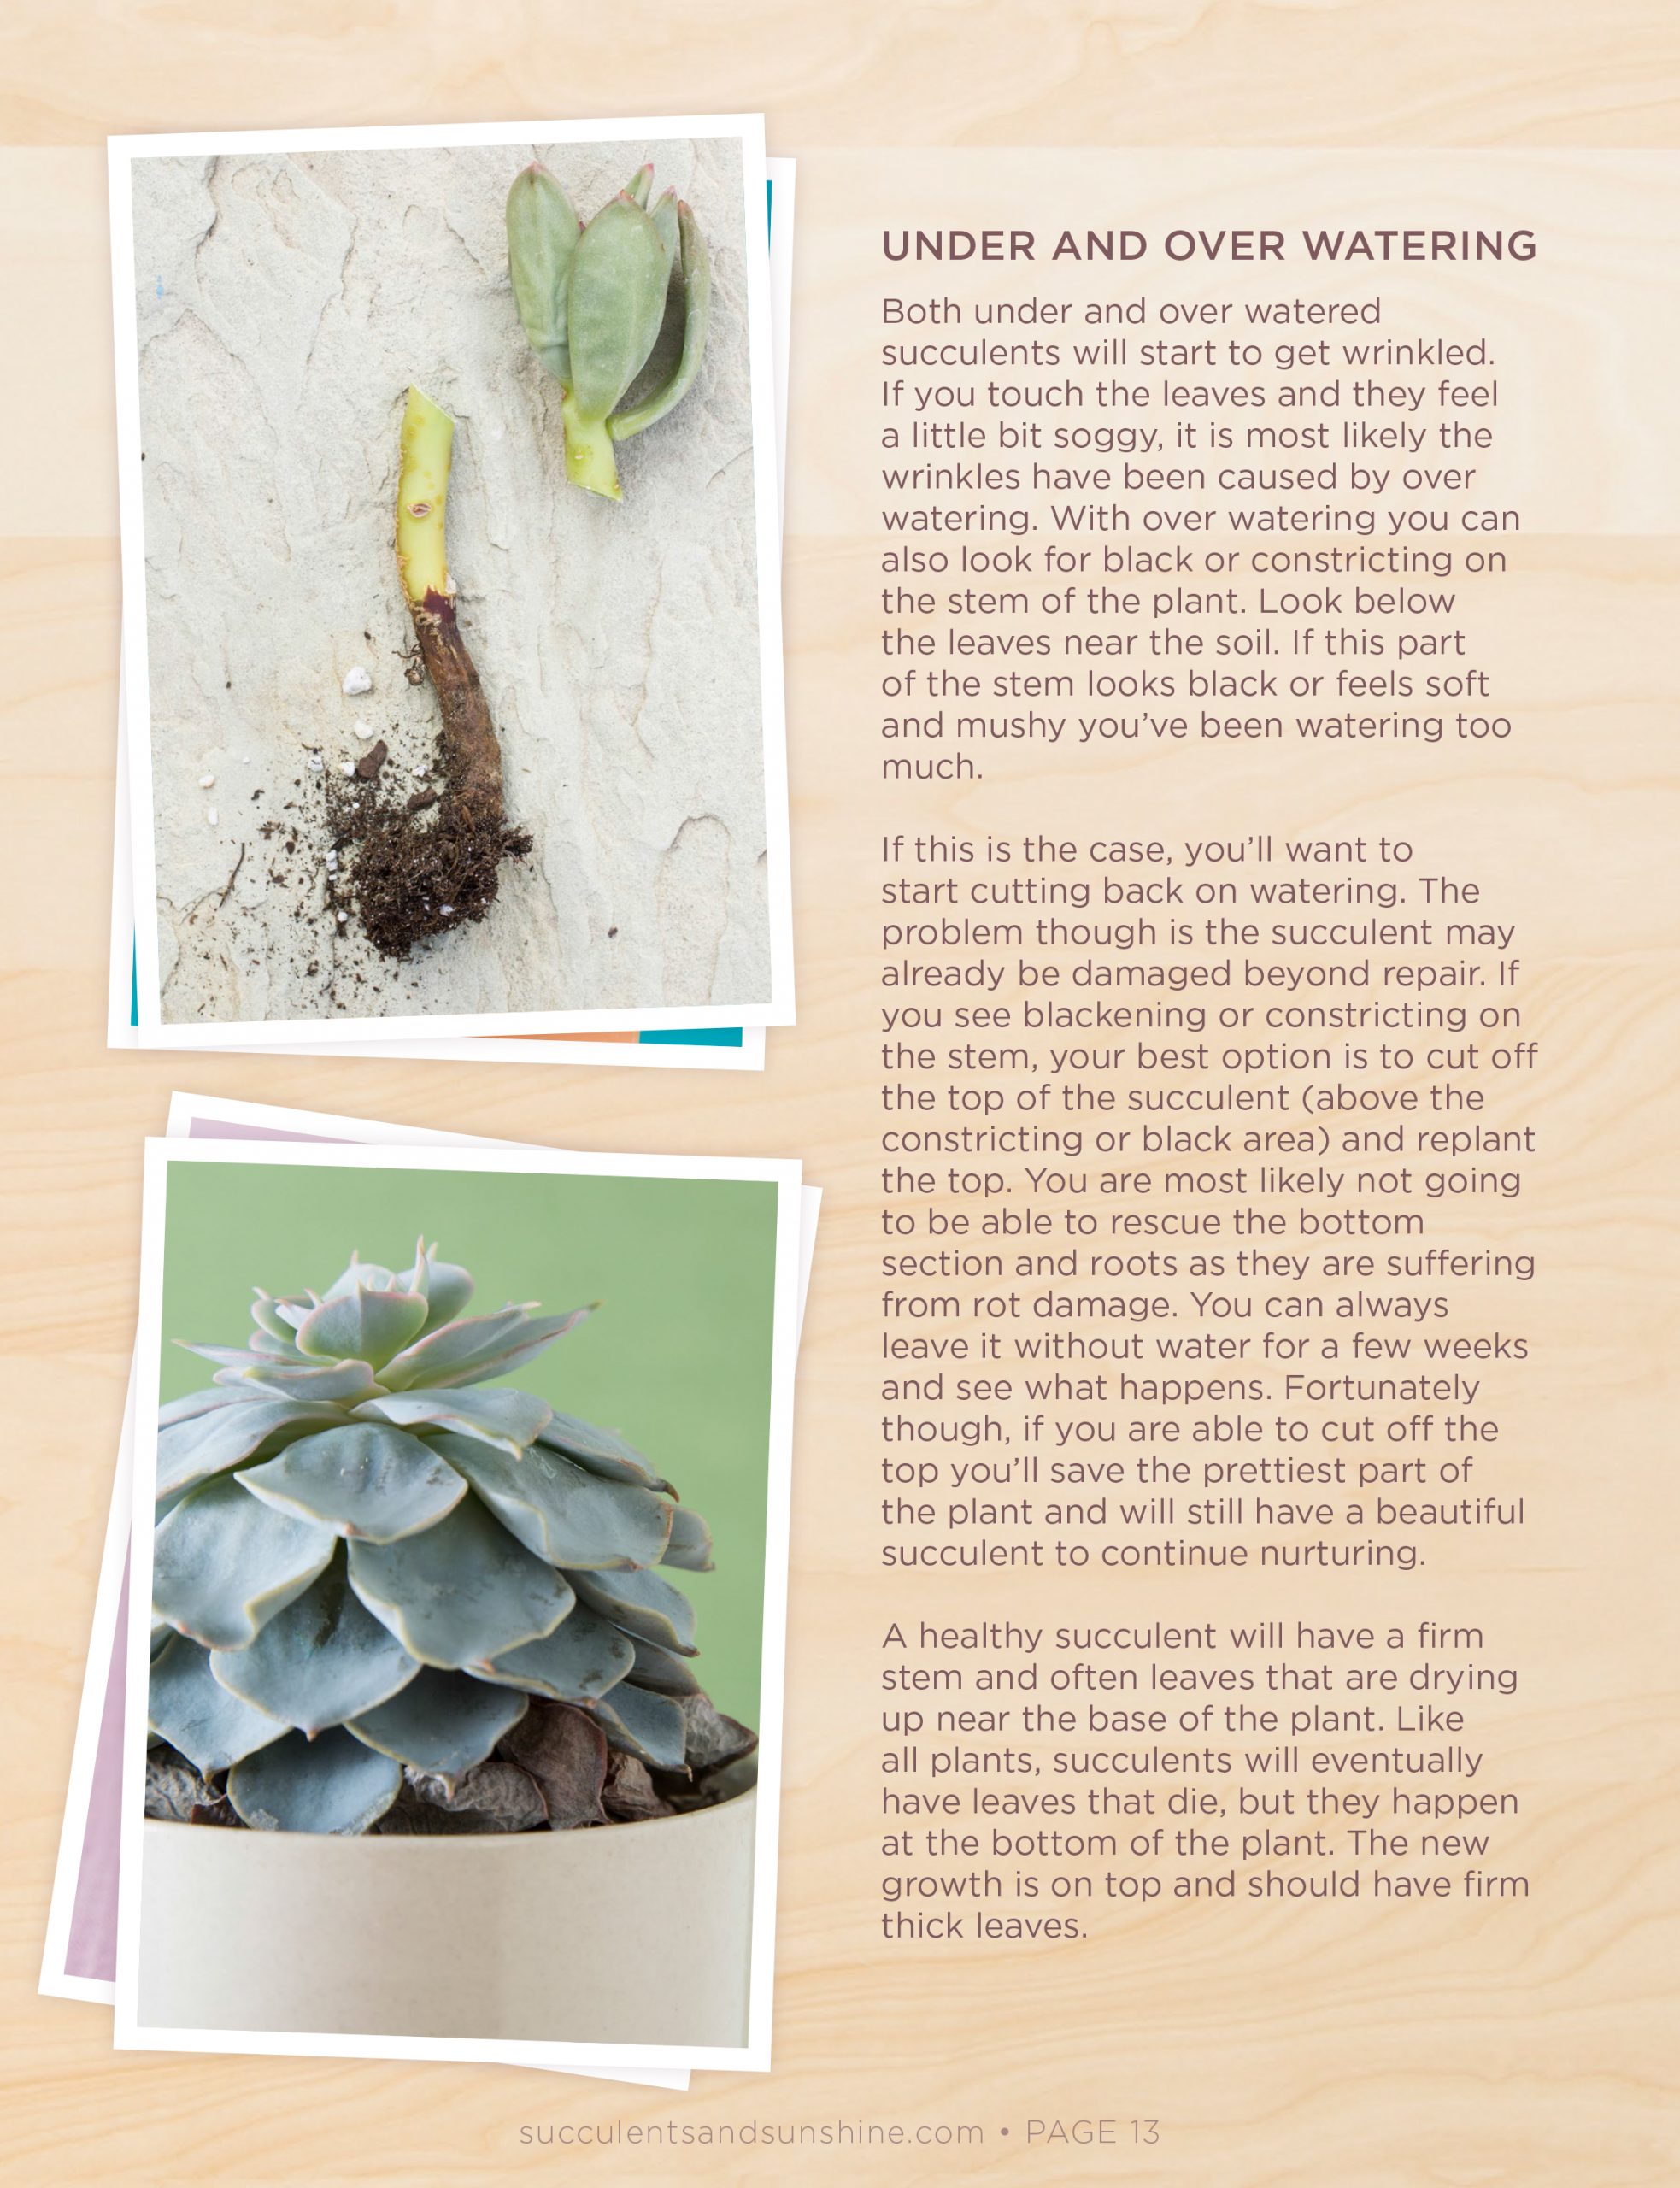 UNDER AND OVER WATERING
Both under and over watered
succulents will start to get wrinkled.
If you touch the leaves and they feel
a little bit soggy, it is most likely the
wrinkles have been caused by over
watering. With over watering you can
also look for black or constricting on
the stem of the plant. Look below
the leaves near the soil. If this part
of the stem looks black or feels soft
and mushy you’ve been watering too
much.
If this is the case, you’ll want to
start cutting back on watering. The
problem though is the succulent may
already be damaged beyond repair. If
you see blackening or constricting on
the stem, your best option is to cut off
the top of the succulent (above the
constricting or black area) and replant
the top. You are most likely not going
to be able to rescue the bottom
section and roots as they are suffering
from rot damage. You can always
leave it without water for a few weeks
and see what happens. Fortunately
though, if you are able to cut off the
top you’ll save the prettiest part of
the plant and will still have a beautiful
succulent to continue nurturing.
A healthy succulent will have a firm
stem and often leaves that are drying
up near the base of the plant. Like
all plants, succulents will eventually
have leaves that die, but they happen
at the bottom of the plant. The new
growth is on top and should have firm
thick leaves.
succulentsandsunshine.com • PAGE 13